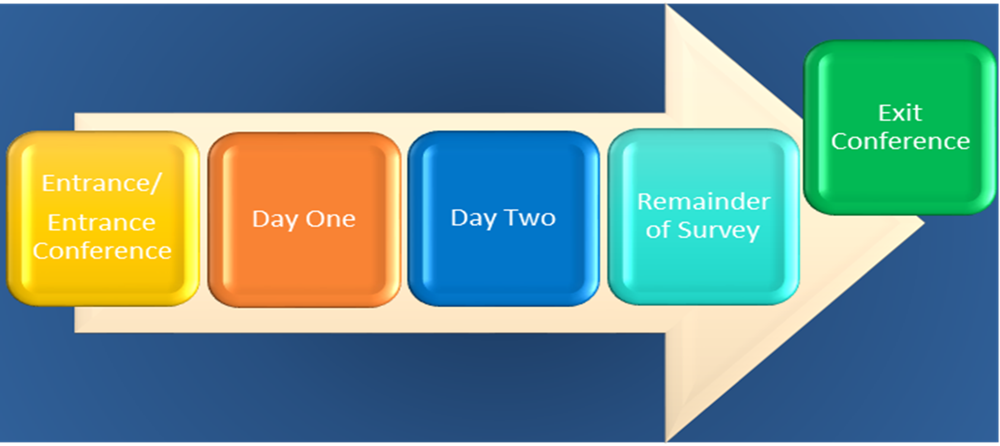 Entrance/
Entrance
Conference
Day One
Day Two
Remainder
of Survey
Exit
Conference